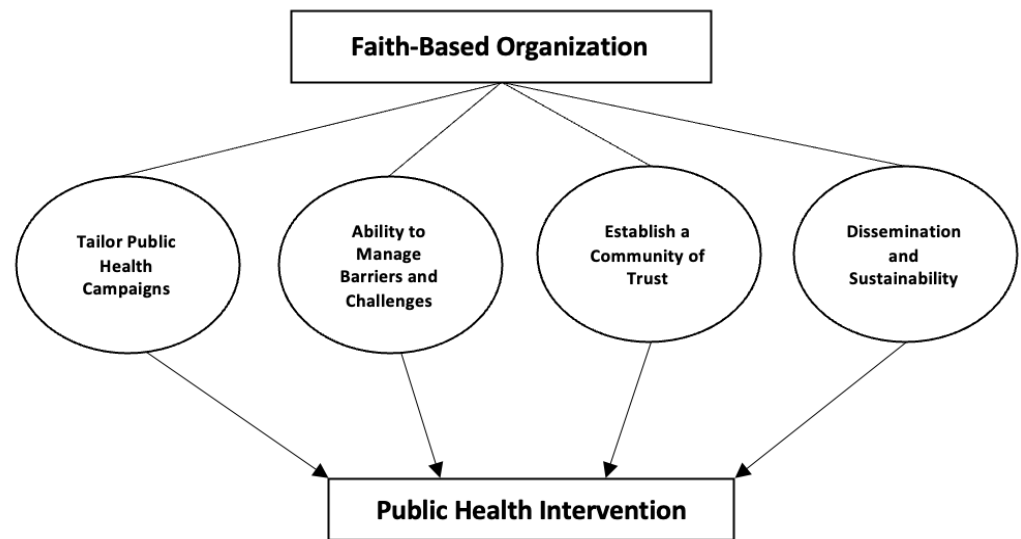 Faith-Based Organization
Tailor Public
Health
Campaigns
Ability to
Manage
Barriers and
Challenges
Establish a
Community of
Trust
Dissemination
and
Sustainability
Public Health Intervention